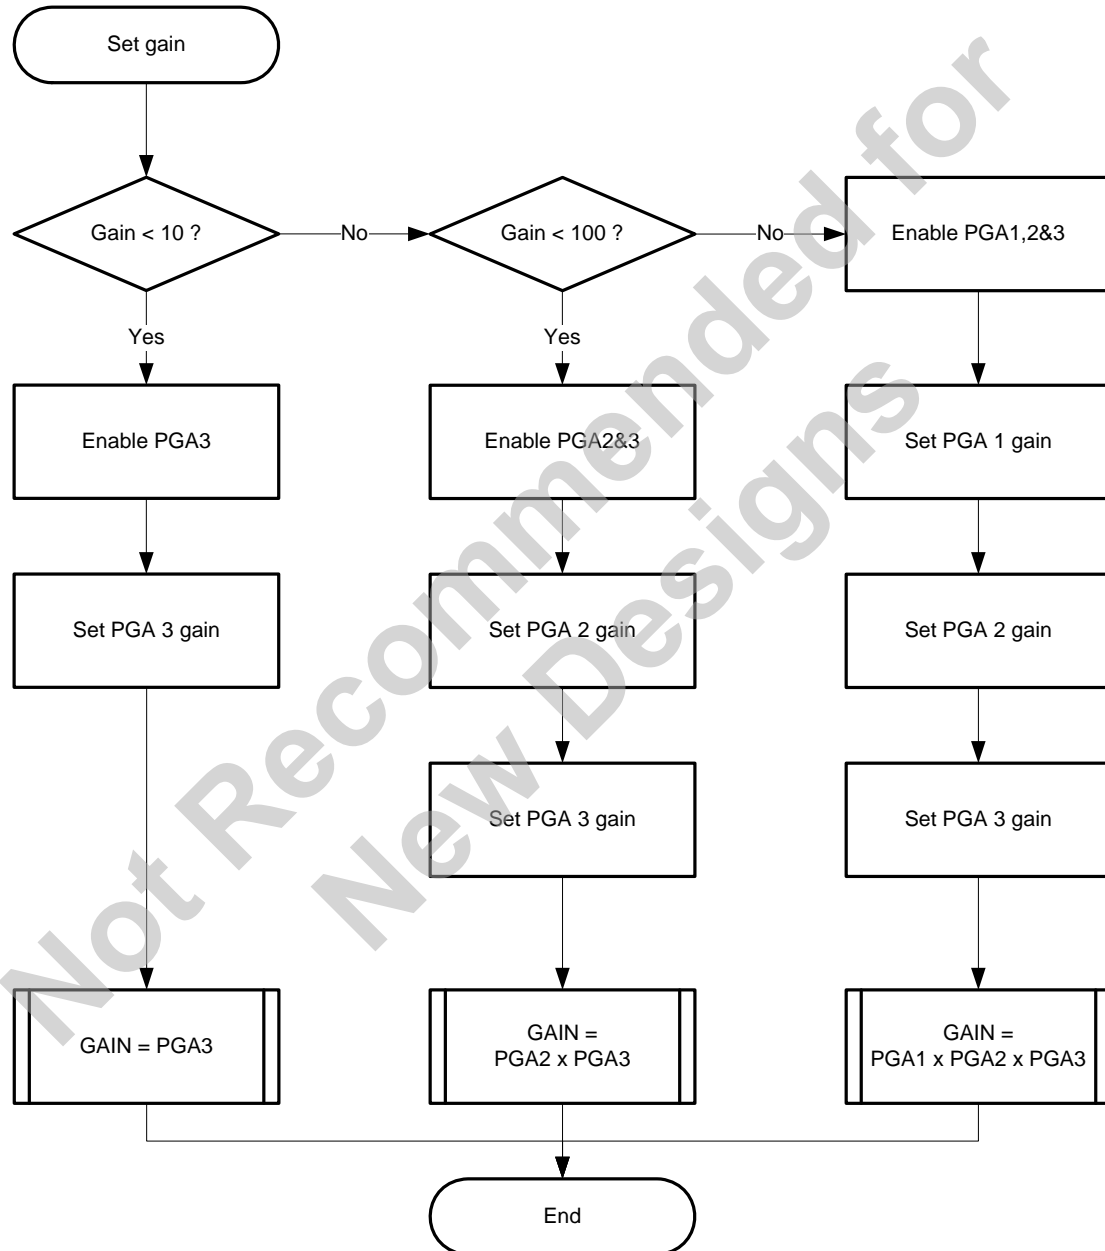 Set gain
Gain < 10 ?
No
Gain < 100 ?
No
Enable PGA1,2&3
Yes
Yes
Enable PGA3
Enable PGA2&3
Set PGA 1 gain
Set PGA 3 gain
Set PGA 2 gain
Set PGA 2 gain
Set PGA 3 gain
Set PGA 3 gain
GAIN = PGA3
GAIN =
PGA2 x PGA3
GAIN =
PGA1 x PGA2 x PGA3
End
Not Recommended for
New Designs